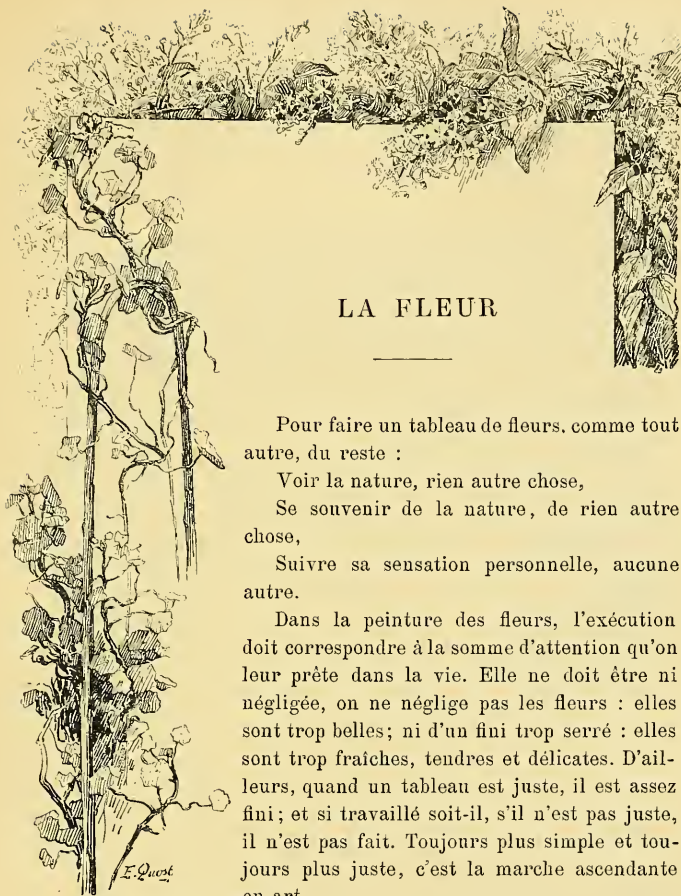 LA FLEUR
Pour faire un tableau de fleurs, comme tout
autre, du reste :
Voir la nature, rien autre chose,
Se souvenir de la nature, de rien autre
chose,
Suivre sa sensation personnelle, aucune
autre.
Dans la peinture des fleurs, l'exécution
doit correspondre à la somme d'attention qu'on
leur prête dans la vie. Elle ne doit être ni
négligée, on ne néglige pas les fleurs : elles
sont trop belles; ni d'un fini trop serré : elles
sont trop fraîches, tendres et délicates. D'ail-
leurs, quand un tableau est juste, il est assez
fini; et si travaillé soit-il, s'il n'est pas juste,
il n'est pas fait. Toujours plus simple et tou-
jours plus juste, c'est la marche ascendante
en art.
E. Quost